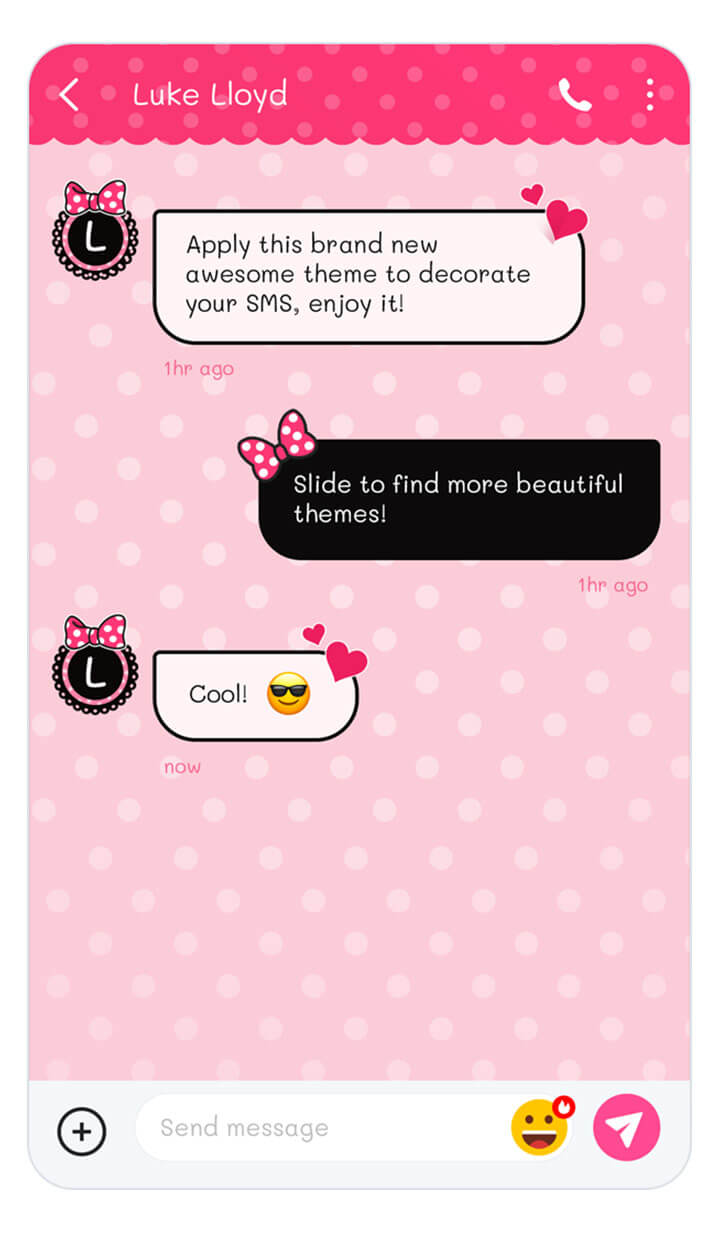 Luke Lloyd
L
Apply this brand new
awesome theme to decorate
your SMS, enjoy it!
1hr ago
Slide to find more beautiful
themes!
1hr ago
L
Cool! 😎
now
Send message